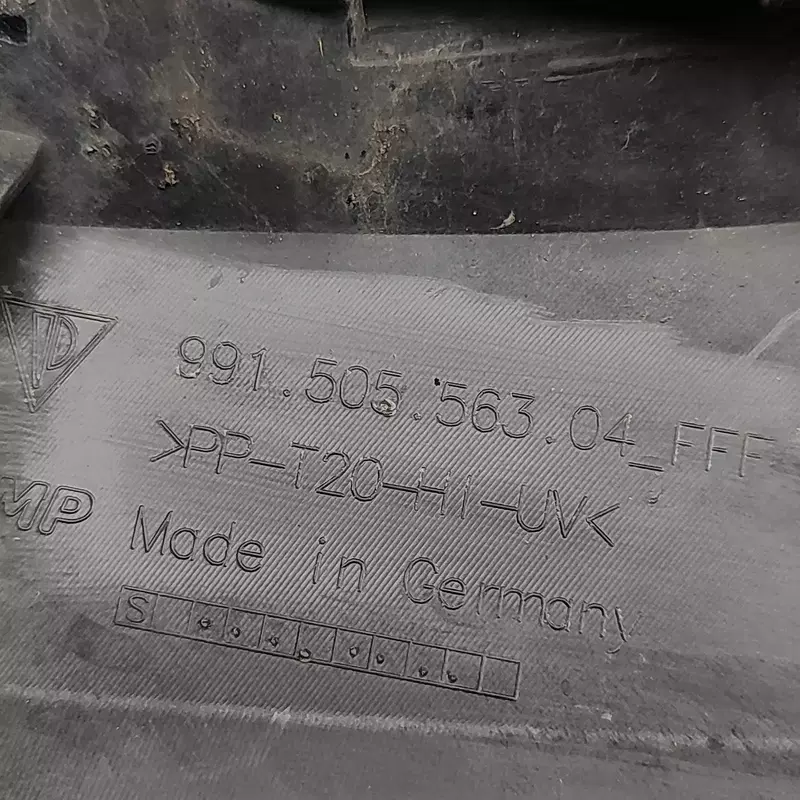 991.505.563.04_FFF
>PP-T20-HI-UV<
MP
Made in Germany
S